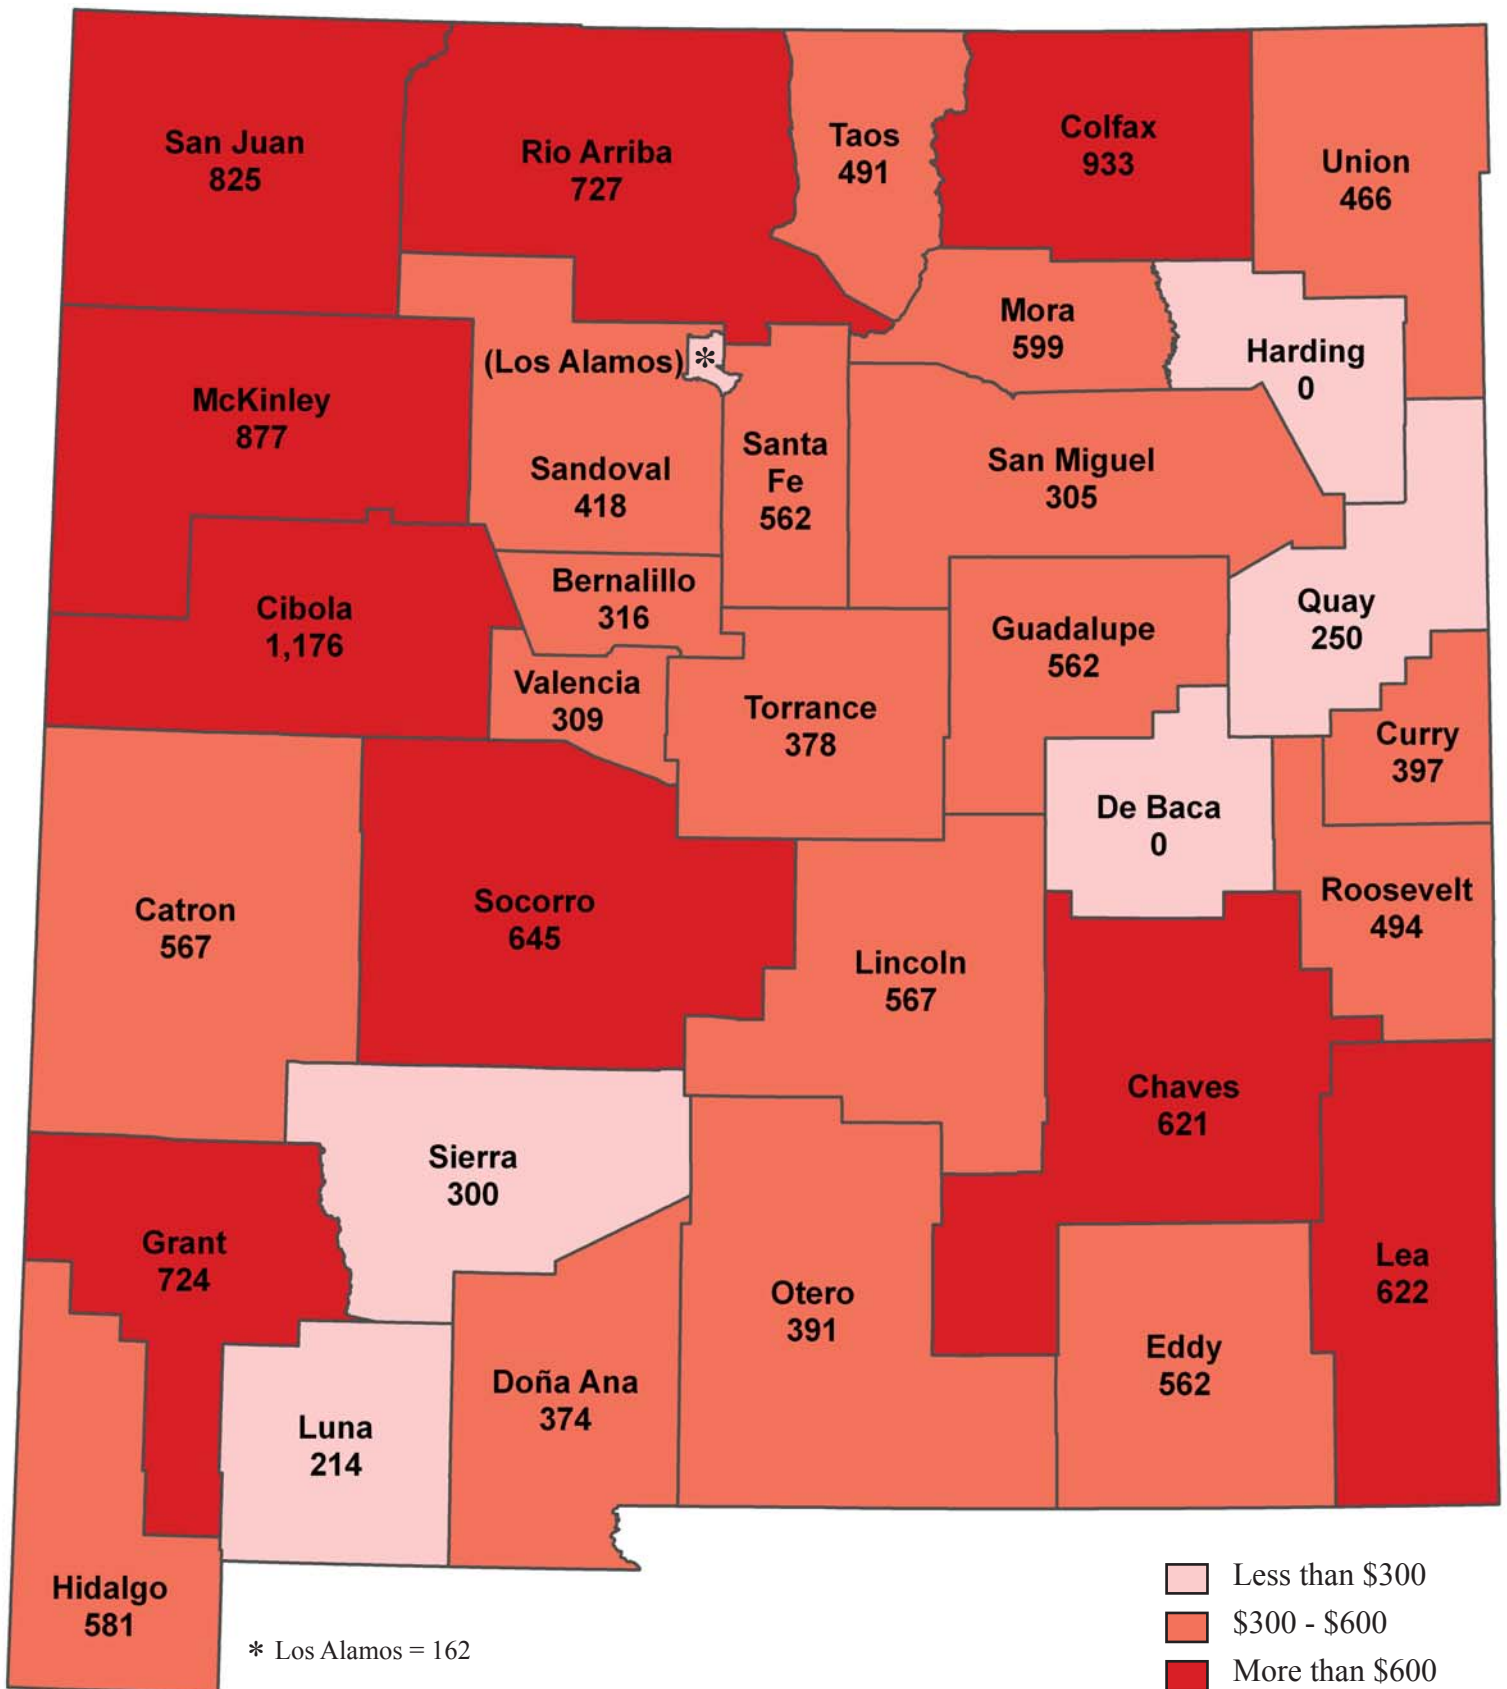 San Juan
825
Rio Arriba
727
Taos
491
Colfax
933
Union
466
Mora
599
Harding
0
(Los Alamos)
*
McKinley
877
Sandoval
418
Santa
Fe
562
San Miguel
305
Bernalillo
316
Cibola
1,176
Quay
250
Guadalupe
562
Valencia
309
Torrance
378
Curry
397
De Baca
0
Roosevelt
494
Catron
567
Socorro
645
Lincoln
567
Chaves
621
Sierra
300
Grant
724
Lea
622
Otero
391
Eddy
562
Doña Ana
374
Luna
214
Hidalgo
581
* Los Alamos = 162
Less than $300
$300 - $600
More than $600